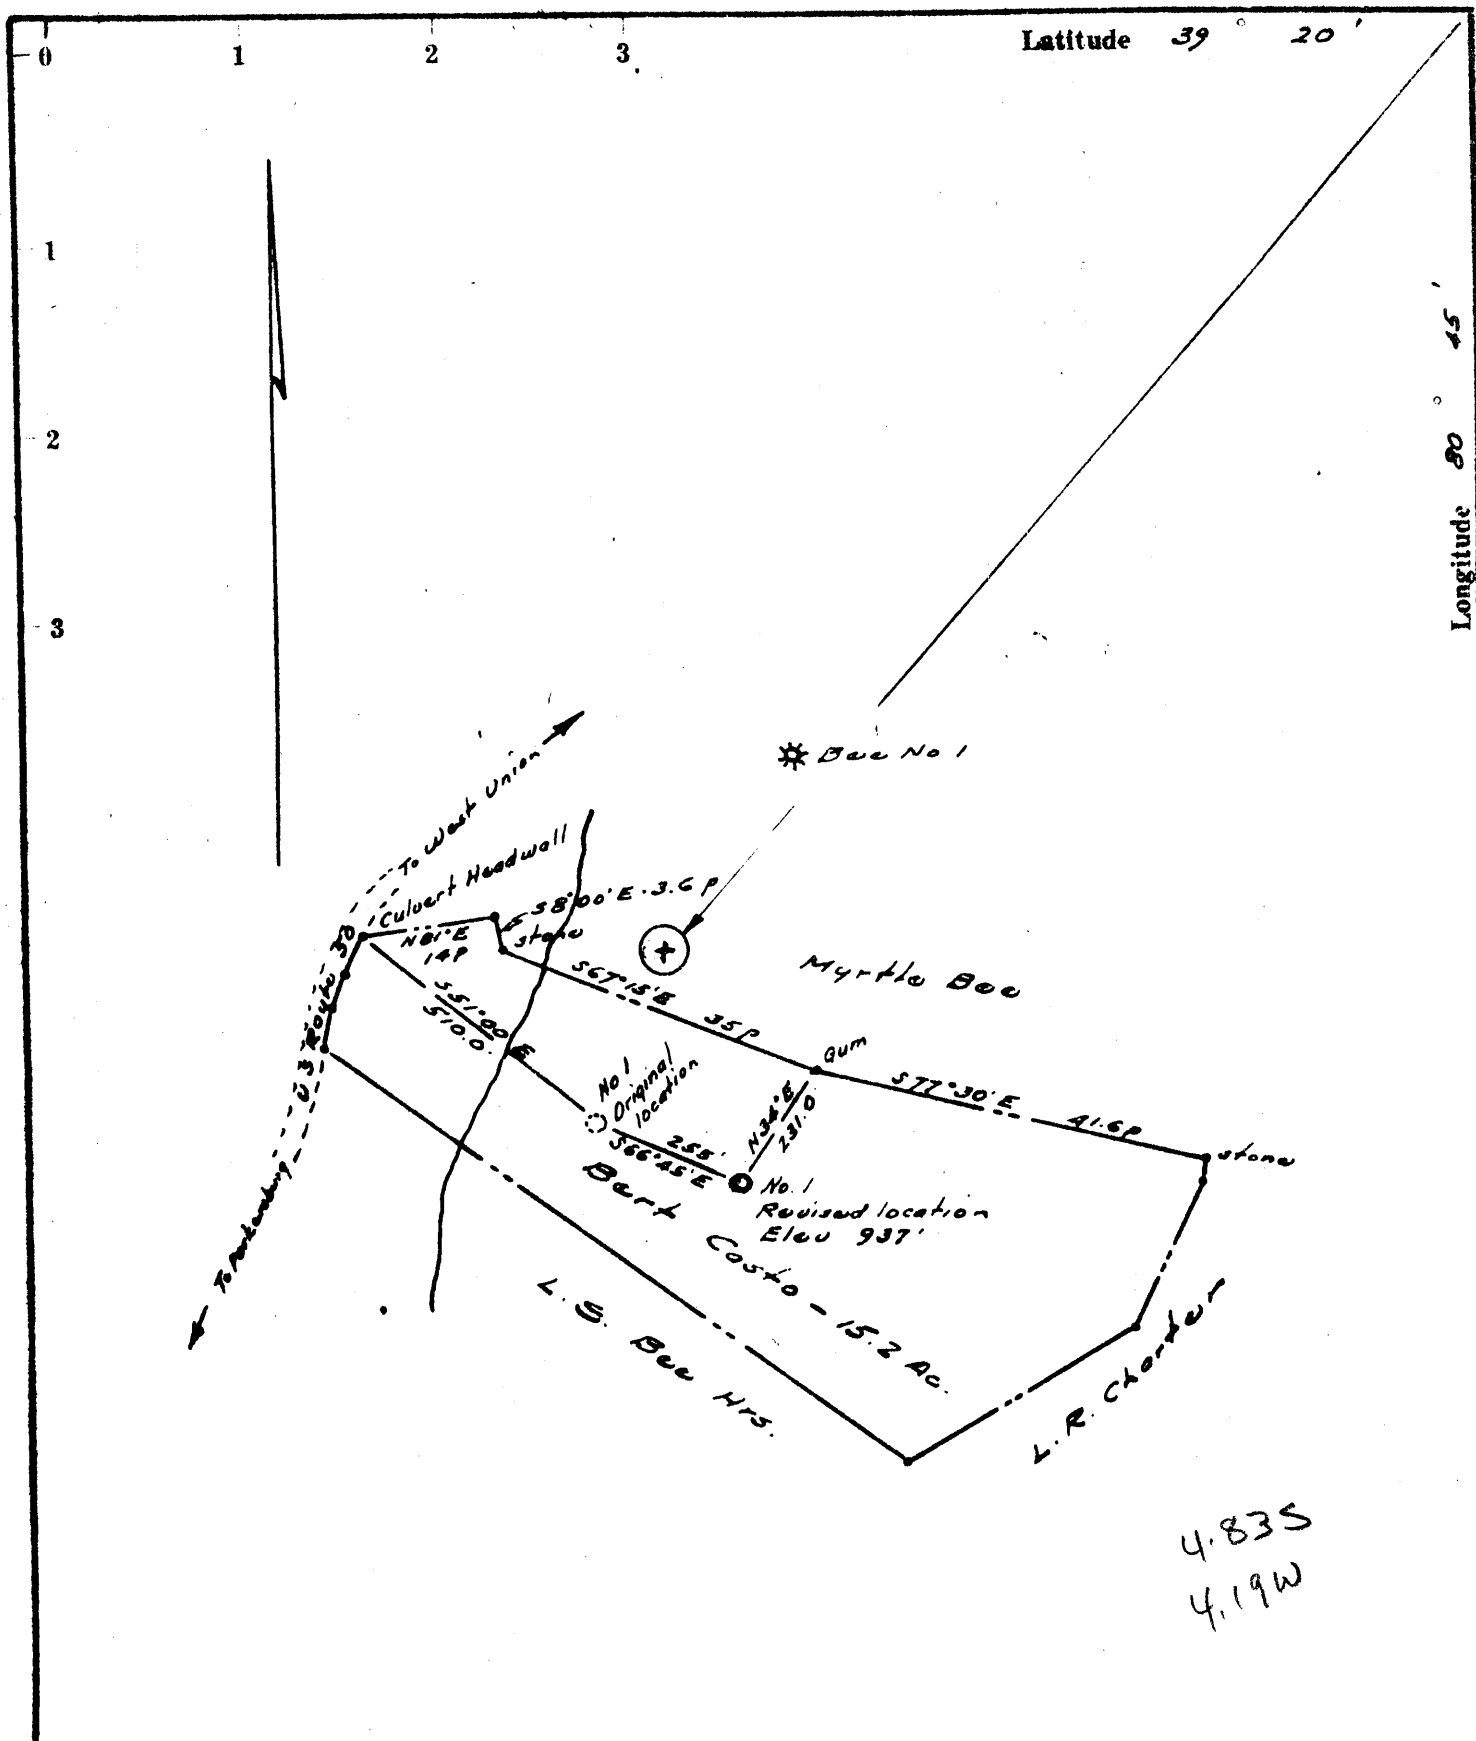 0 1 2 3
Latitude 39° 20'
1
2
3
Longitude 80° 45'
Bee No 1
To West Union
Culvert Headwall
S8°00'E - 3.6 P
N81°E
14P
stone
US Route 50
S67°15'E
35P
Myrtle Bee
S51°00'E
510.0
Gum
No 1
Original
location
N34°E
231.0
S77°30'E
41.6P
stone
255'
S66°45'E
No. 1
Revised location
Elev 937'
To Parkersburg
Bert Costo - 15.2 Ac.
L. S. Bee Hrs.
L. R. Charter
4.83S
4.19W